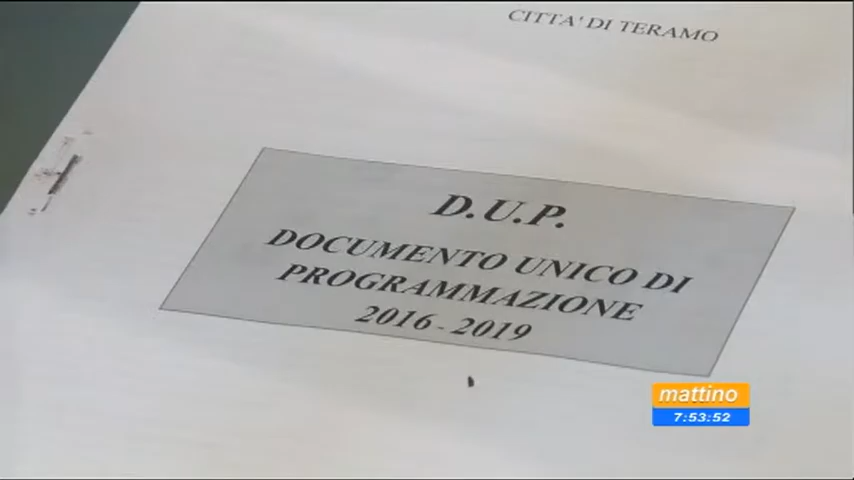 CITTA' DI TERAMO
D.U.P.
DOCUMENTO UNICO DI
PROGRAMMAZIONE
2016-2019
mattino
7:53:52